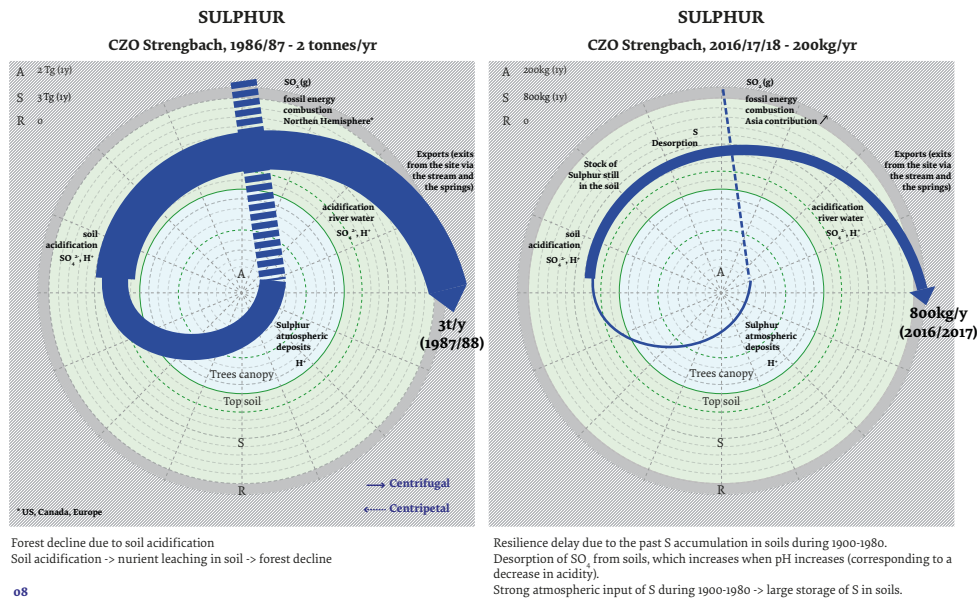 SULPHUR
CZO Strengbach, 1986/87 - 2 tonnes/yr
A 2 Tg (1y)
S 3 Tg (1y)
R 0
SO₂ (g)
fossil energy
combustion
Northen Hemisphere*
Exports (exits
from the site via
the stream and
the springs)
acidification
river water
SO₄²⁻, H⁺
soil
acidification
SO₄²⁻, H⁺
A
3t/y
(1987/88)
Sulphur
atmospheric
deposits
H⁺
Trees canopy
Top soil
S
R
Centrifugal
Centripetal
* US, Canada, Europe
Forest decline due to soil acidification
Soil acidification -> nurient leaching in soil -> forest decline
08
SULPHUR
CZO Strengbach, 2016/17/18 - 200kg/yr
A 200kg (1y)
S 800kg (1y)
R 0
SO₂ (g)
fossil energy
combustion
Asia contribution ↗
S
Desorption
Stock of
Sulphur still
in the soil
Exports (exits
from the site via
the stream and
the springs)
acidification
river water
SO₄²⁻, H⁺
soil
acidification
SO₄²⁻, H⁺
A
800kg/y
(2016/2017)
Sulphur
atmospheric
deposits
H⁺
Trees canopy
Top soil
S
R
Resilience delay due to the past S accumulation in soils during 1900-1980.
Desorption of SO₄ from soils, which increases when pH increases (corresponding to a
decrease in acidity).
Strong atmospheric input of S during 1900-1980 -> large storage of S in soils.